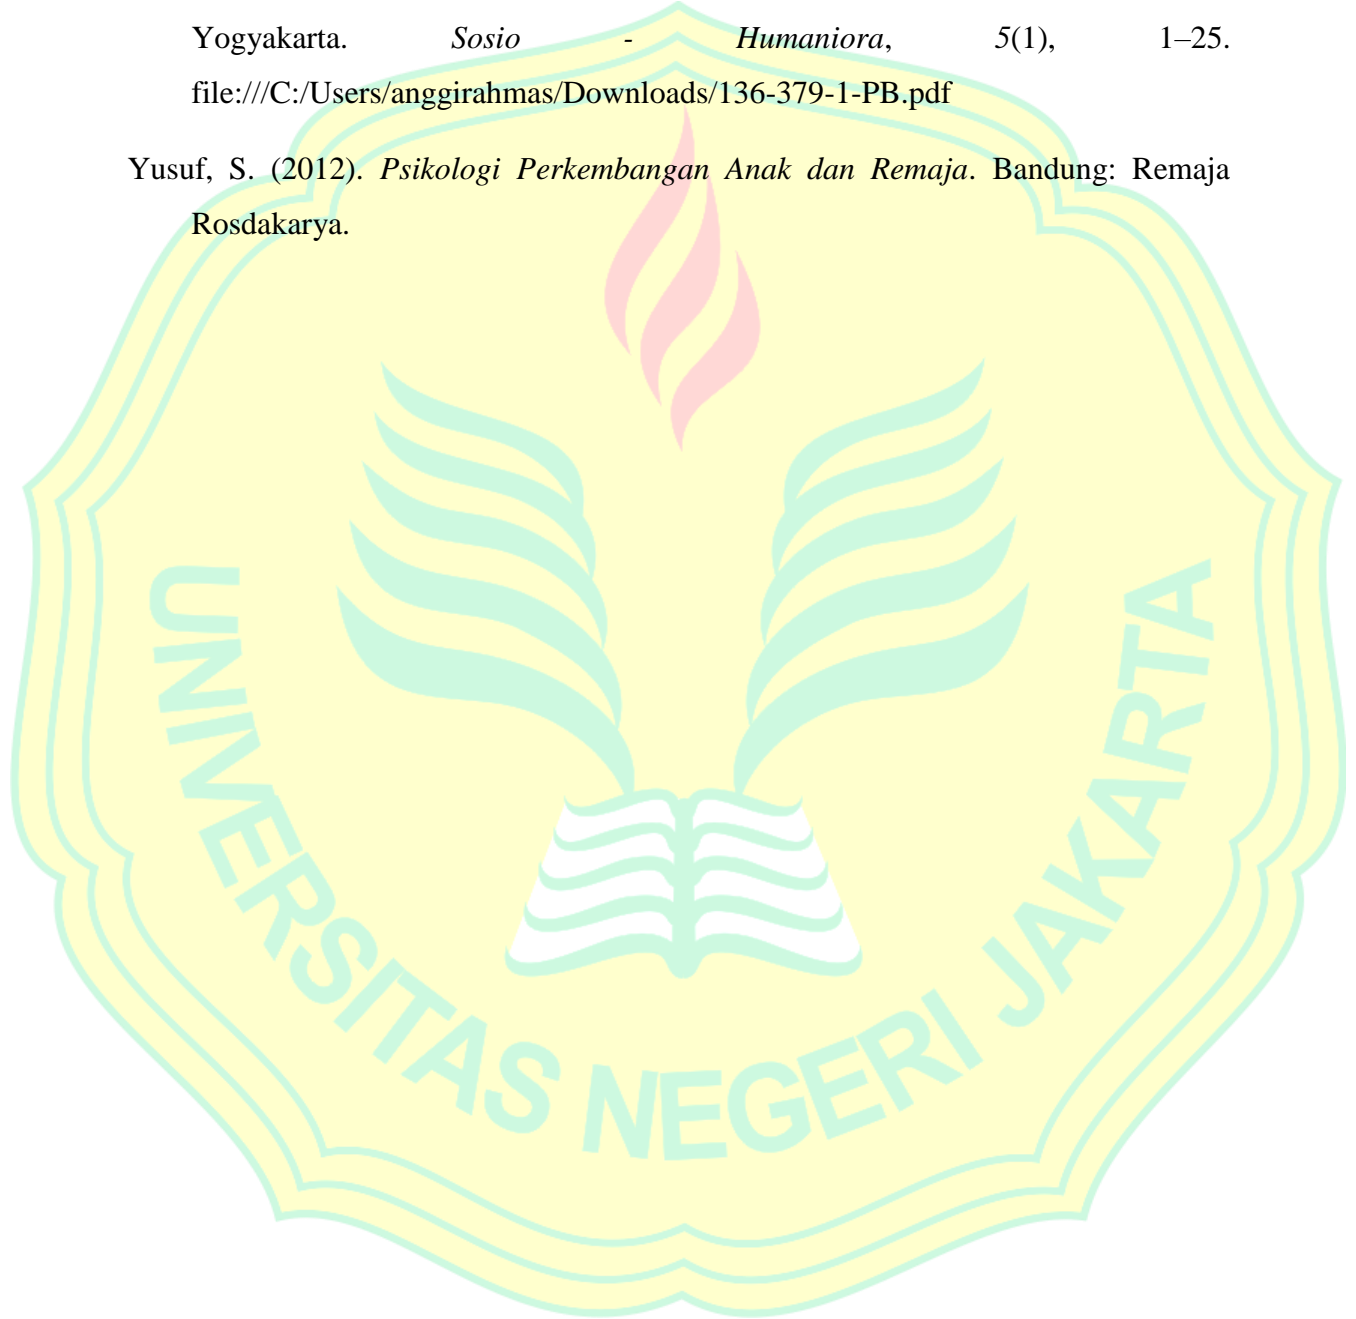 Yogyakarta. Sosio - Humaniora, 5(1), 1–25.
file:///C:/Users/anggirahmas/Downloads/136-379-1-PB.pdf
Yusuf, S. (2012). Psikologi Perkembangan Anak dan Remaja. Bandung: Remaja
Rosdakarya.
UNIVERSITAS NEGERI JAKARTA